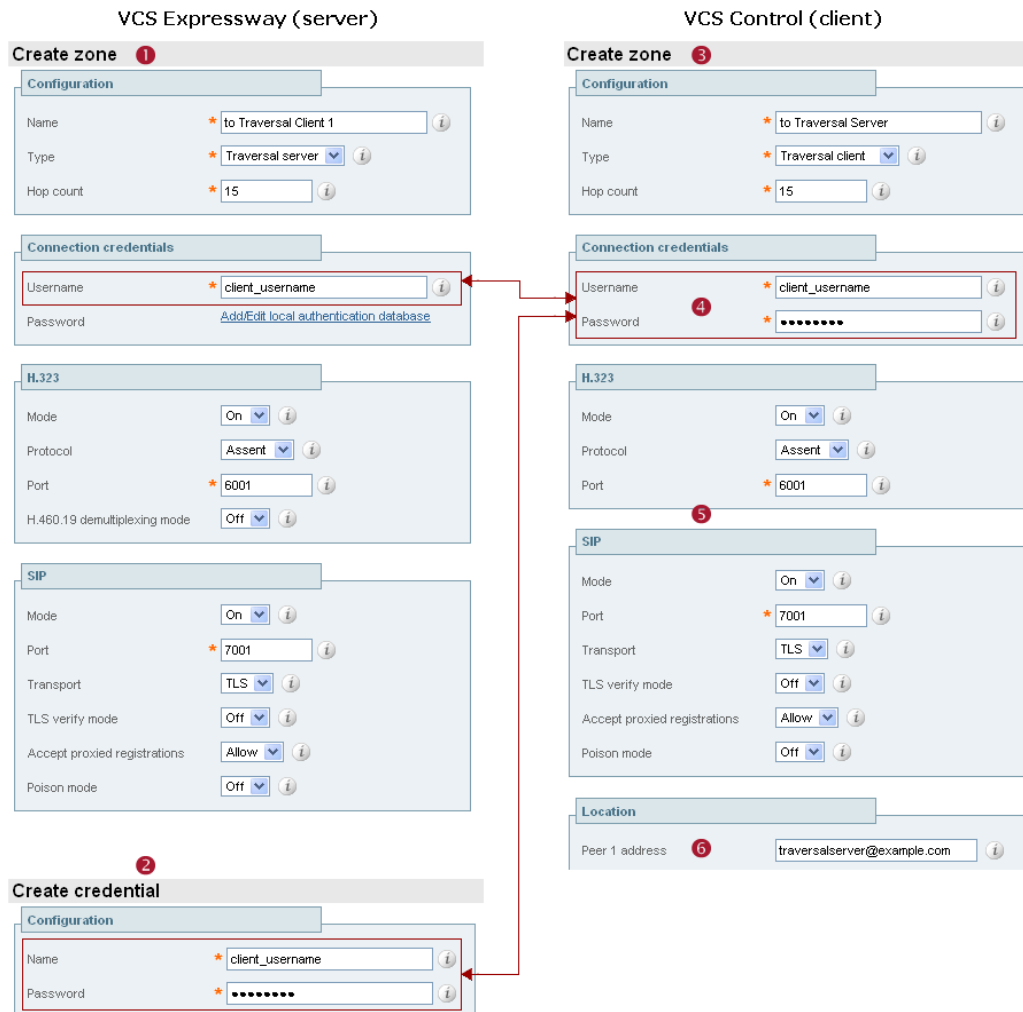 VCS Expressway (server)
Create zone 1
Configuration
Name * to Traversal Client 1 i
Type * Traversal server i
Hop count * 15 i
Connection credentials
Username * client_username i
Password Add/Edit local authentication database
H.323
Mode On i
Protocol Assent i
Port * 6001 i
H.460.19 demultiplexing mode Off i
SIP
Mode On i
Port * 7001 i
Transport TLS i
TLS verify mode Off i
Accept proxied registrations Allow i
Poison mode Off i
2
Create credential
Configuration
Name * client_username i
Password * •••••••• i
VCS Control (client)
Create zone 3
Configuration
Name * to Traversal Server i
Type * Traversal client i
Hop count * 15 i
Connection credentials
Username * client_username i
Password 4 * •••••••• i
H.323
Mode On i
Protocol Assent i
Port * 6001 i
5
SIP
Mode On i
Port * 7001 i
Transport TLS i
TLS verify mode Off i
Accept proxied registrations Allow i
Poison mode Off i
Location
Peer 1 address 6 traversalserver@example.com i